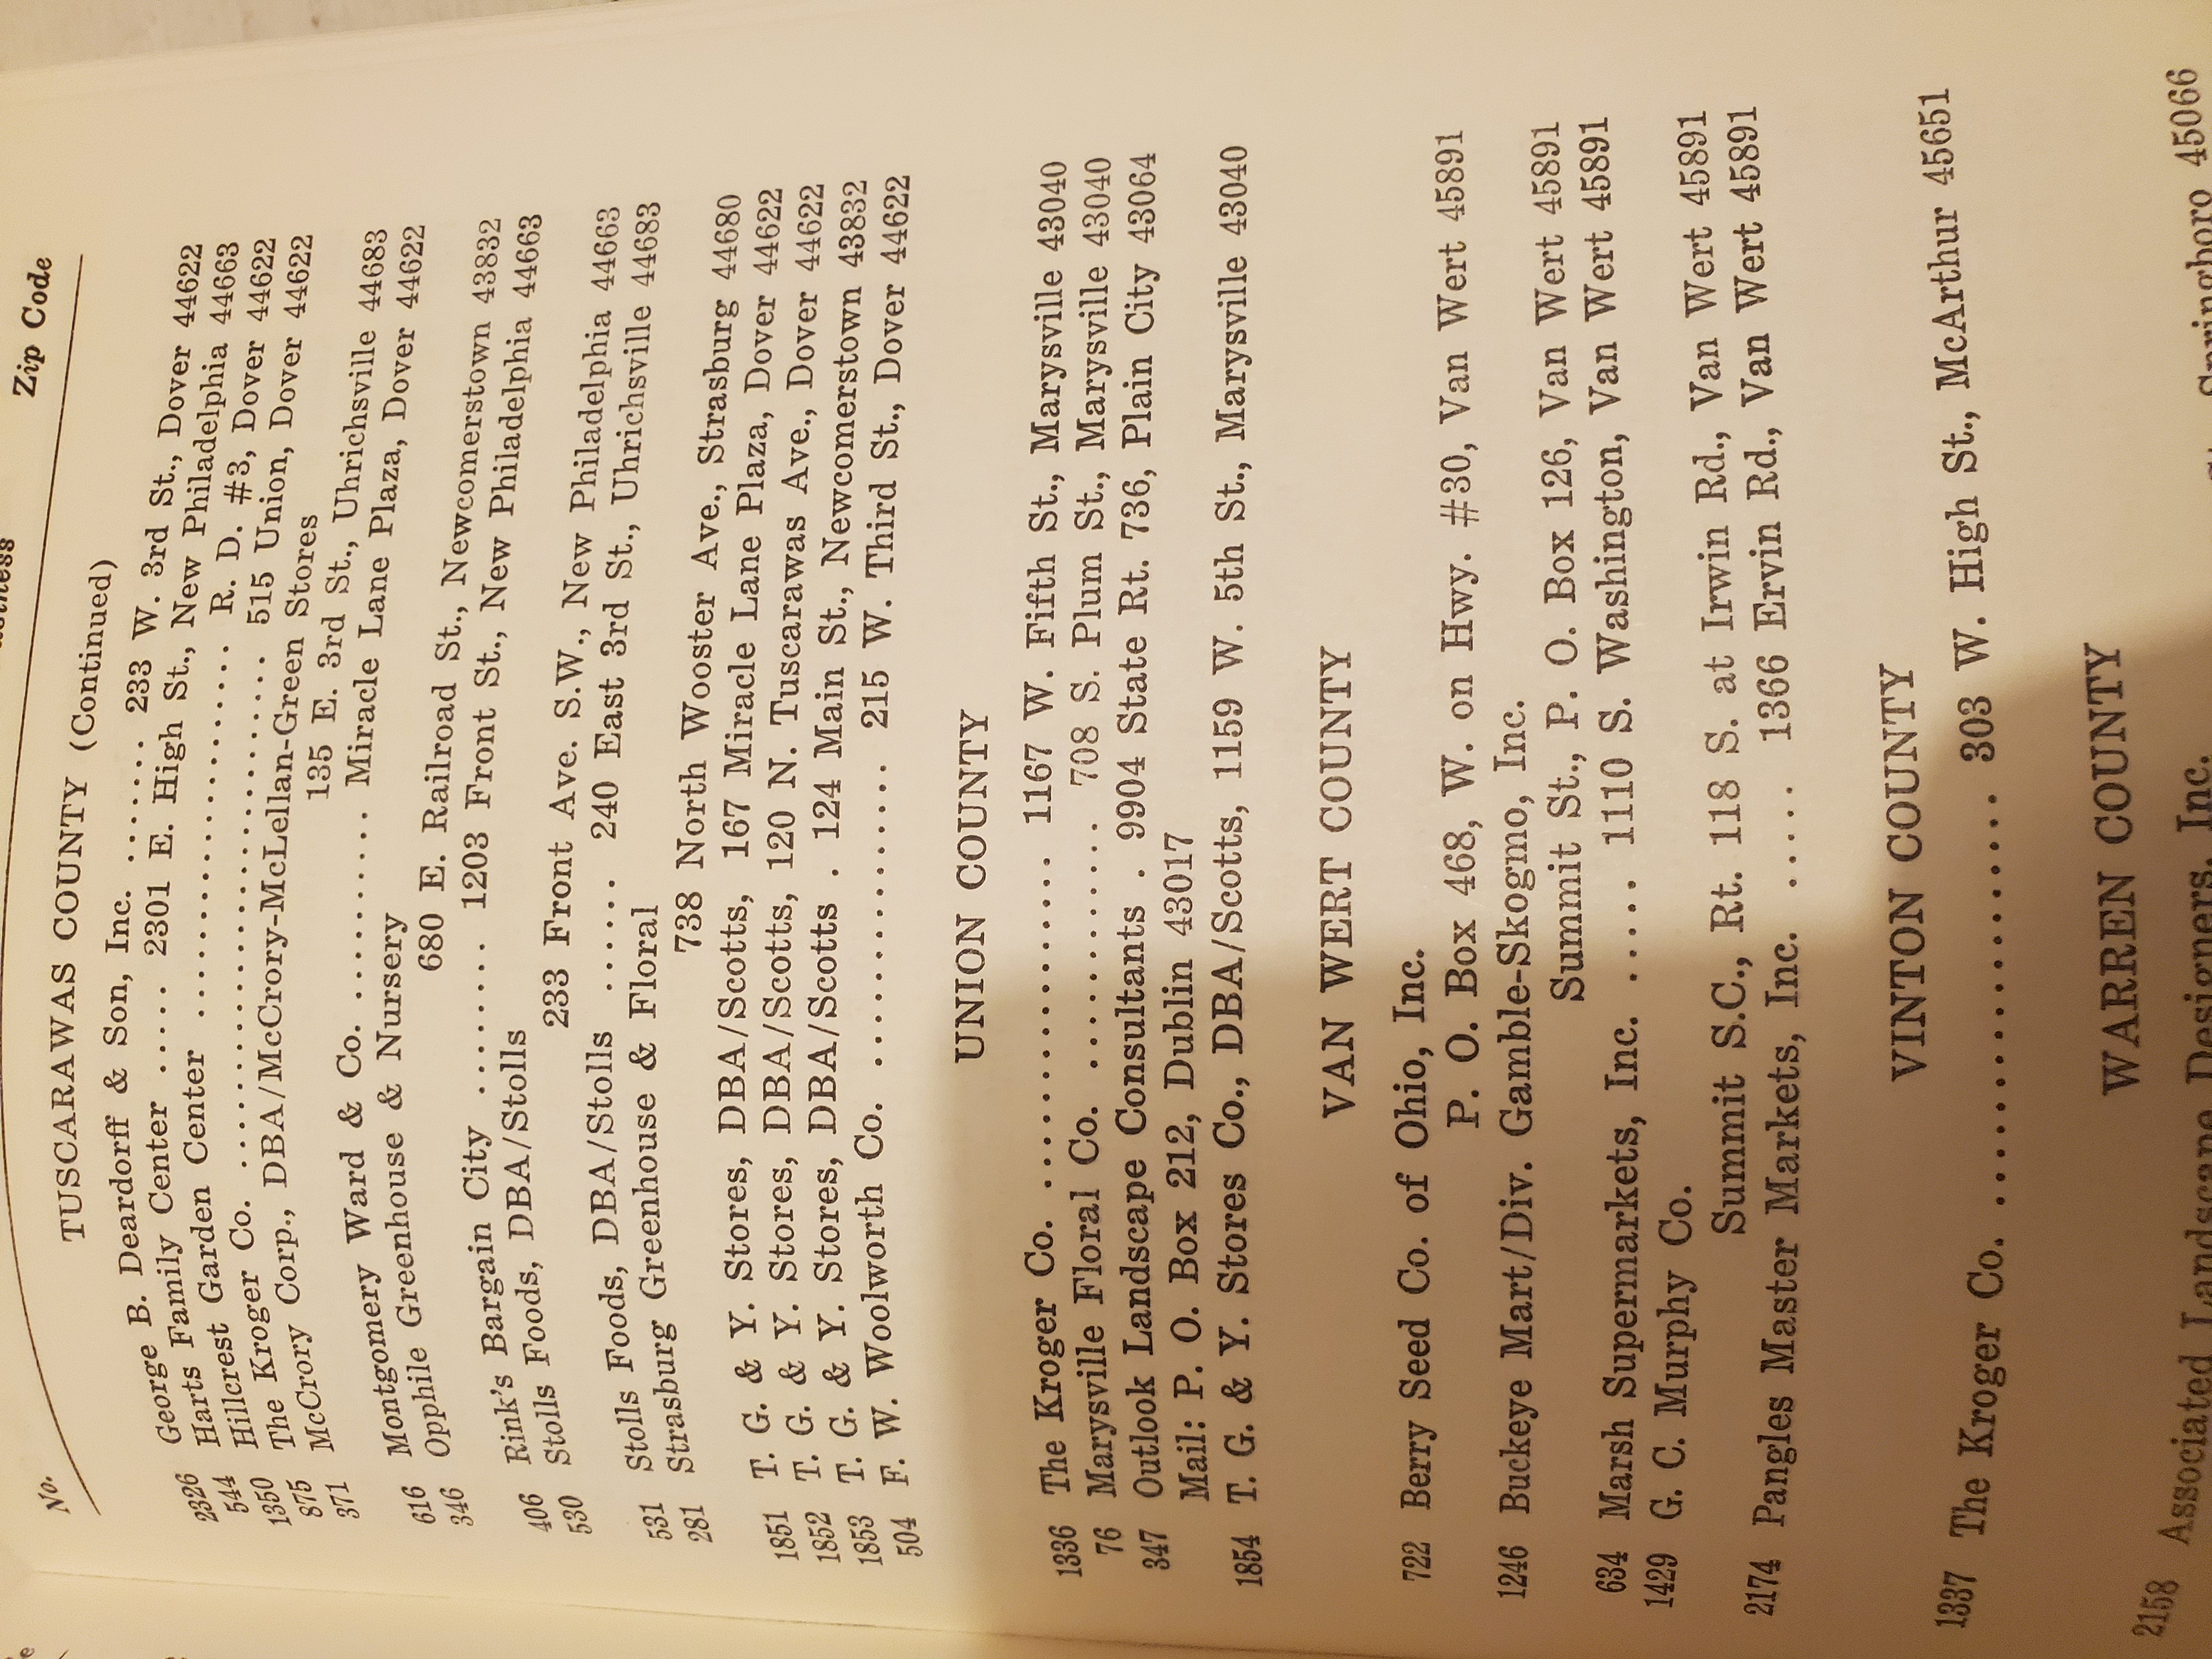 No.
Zip Code
TUSCARAWAS COUNTY (Continued)
2326 George B. Deardorff & Son, Inc. ...... 233 W. 3rd St., Dover 44622
544 Harts Family Center ..... 2301 E. High St., New Philadelphia 44663
1350 Hillcrest Garden Center ..................... R. D. #3, Dover 44622
875 The Kroger Co. ............................ 515 Union, Dover 44622
371 McCrory Corp., DBA/McCrory-McLellan-Green Stores
135 E. 3rd St., Uhrichsville 44683
616 Montgomery Ward & Co. .......... Miracle Lane Plaza, Dover 44622
346 Opphile Greenhouse & Nursery
680 E. Railroad St., Newcomerstown 43832
406 Rink's Bargain City ........ 1203 Front St., New Philadelphia 44663
530 Stolls Foods, DBA/Stolls
233 Front Ave. S.W., New Philadelphia 44663
531 Stolls Foods, DBA/Stolls ...... 240 East 3rd St., Uhrichsville 44683
281 Strasburg Greenhouse & Floral
738 North Wooster Ave., Strasburg 44680
1851 T. G. & Y. Stores, DBA/Scotts, 167 Miracle Lane Plaza, Dover 44622
1852 T. G. & Y. Stores, DBA/Scotts, 120 N. Tuscarawas Ave., Dover 44622
1853 T. G. & Y. Stores, DBA/Scotts . 124 Main St., Newcomerstown 43832
504 F. W. Woolworth Co. ................ 215 W. Third St., Dover 44622
UNION COUNTY
1336 The Kroger Co. .................. 1167 W. Fifth St., Marysville 43040
76 Marysville Floral Co. ............. 708 S. Plum St., Marysville 43040
347 Outlook Landscape Consultants . 9904 State Rt. 736, Plain City 43064
Mail: P. O. Box 212, Dublin 43017
1854 T. G. & Y. Stores Co., DBA/Scotts, 1159 W. 5th St., Marysville 43040
VAN WERT COUNTY
722 Berry Seed Co. of Ohio, Inc.
P. O. Box 468, W. on Hwy. #30, Van Wert 45891
1246 Buckeye Mart/Div. Gamble-Skogmo, Inc.
Summit St., P. O. Box 126, Van Wert 45891
634 Marsh Supermarkets, Inc. ..... 1110 S. Washington, Van Wert 45891
1429 G. C. Murphy Co.
Summit S.C., Rt. 118 S. at Irwin Rd., Van Wert 45891
2174 Pangles Master Markets, Inc. ..... 1366 Ervin Rd., Van Wert 45891
VINTON COUNTY
1337 The Kroger Co. ...................... 303 W. High St., McArthur 45651
WARREN COUNTY
2158 Associated Landscape Designers, Inc.
Springboro 45066